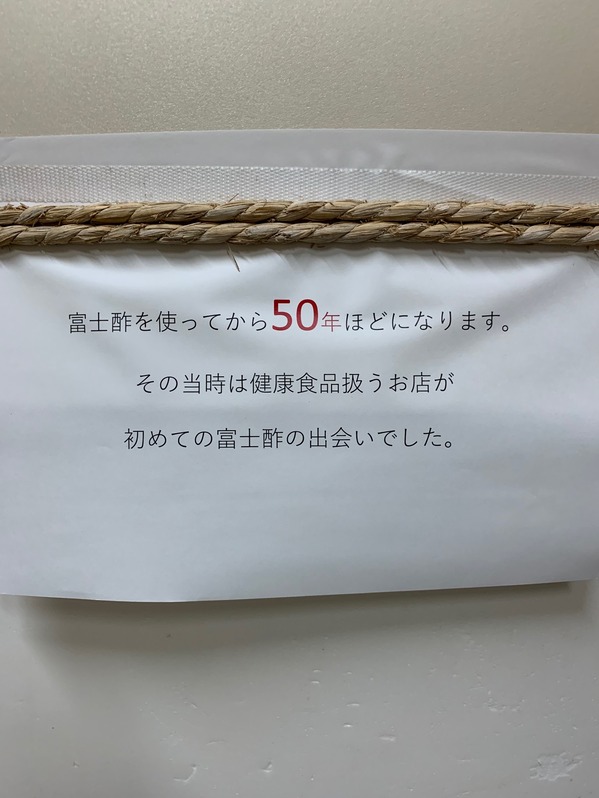 富士酢を使ってから50年ほどになります。
その当時は健康食品扱うお店が
初めての富士酢の出会いでした。